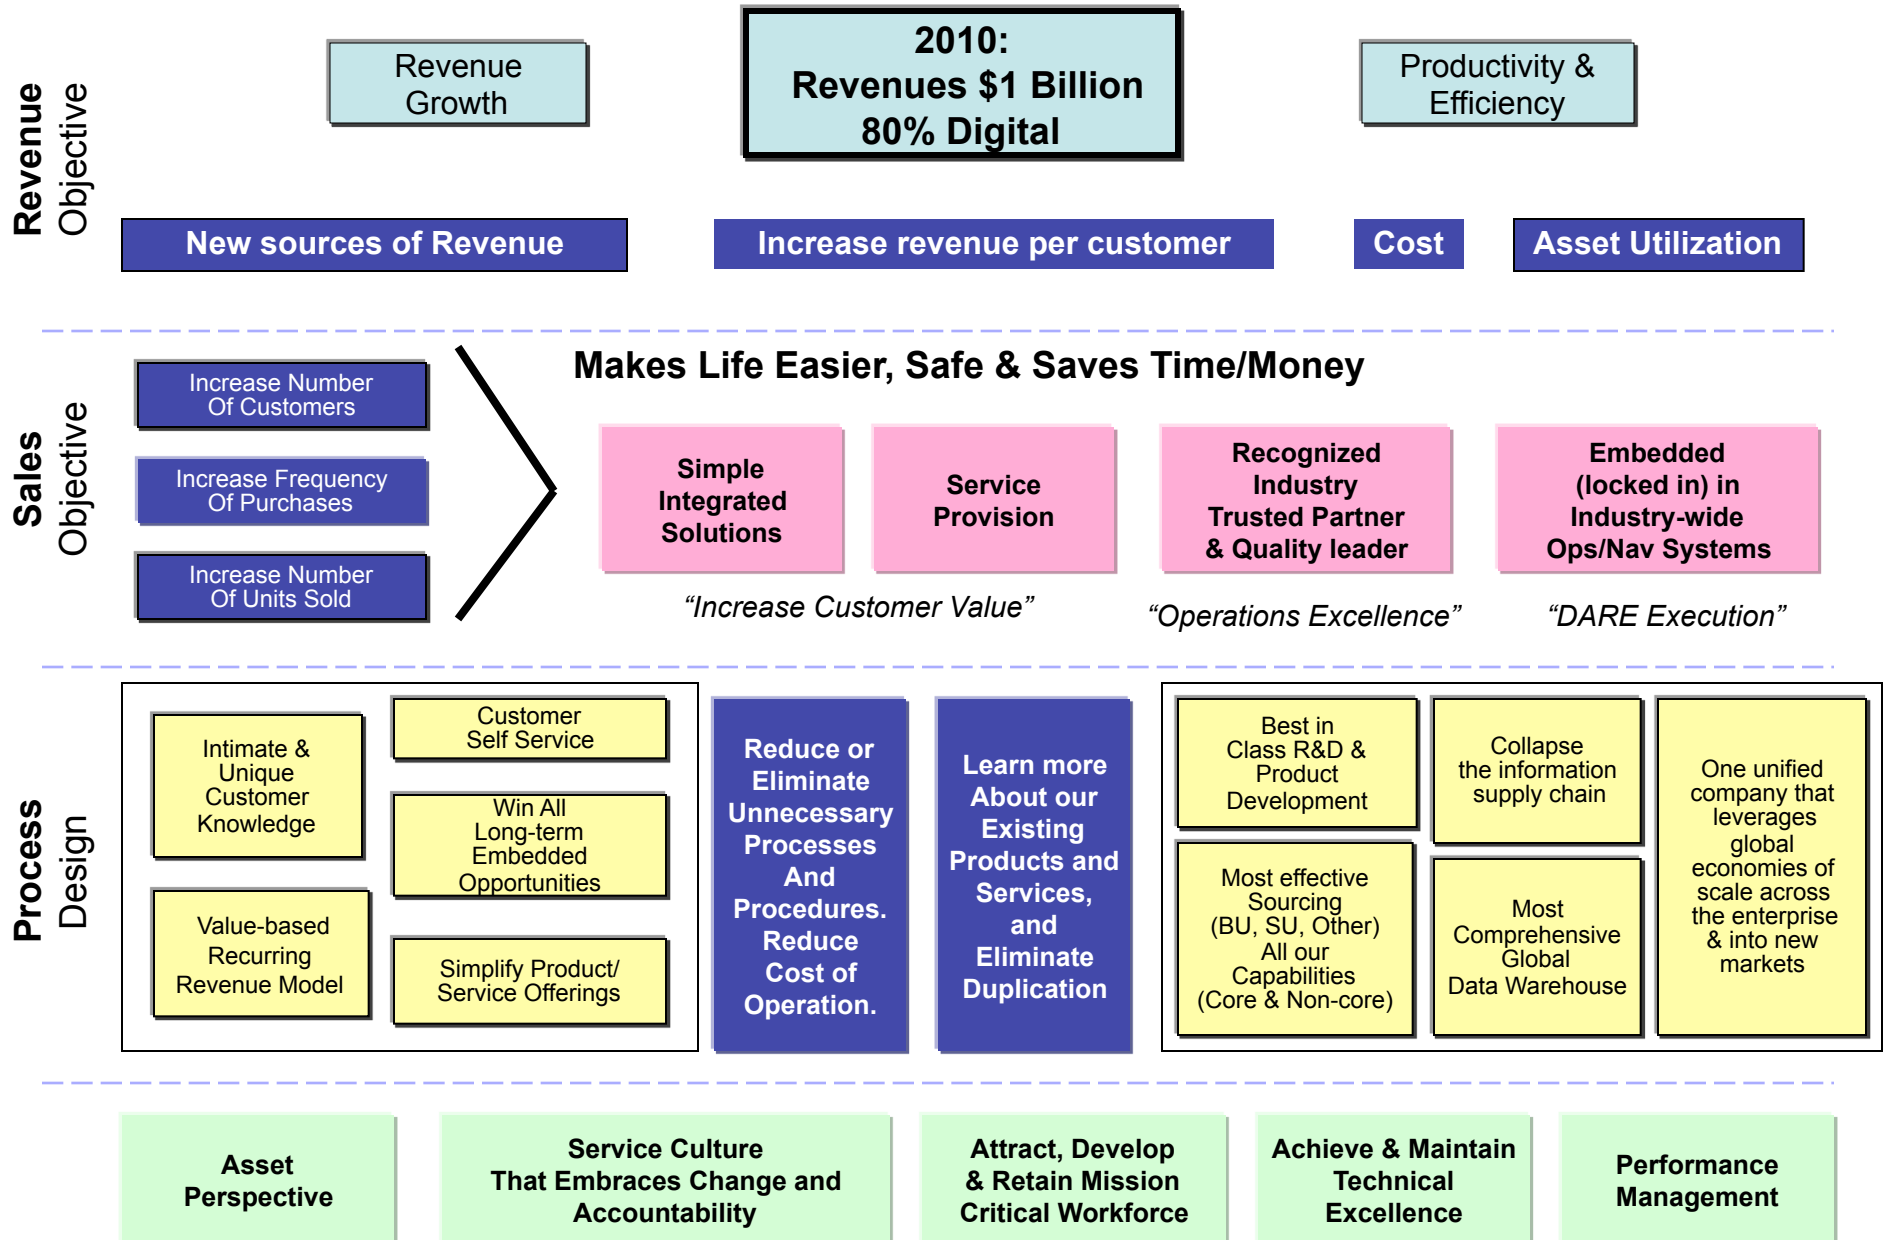 Revenue
Objective
Revenue
Growth
2010:
Revenues $1 Billion
80% Digital
Productivity &
Efficiency
New sources of Revenue
Increase revenue per customer
Cost
Asset Utilization
Sales
Objective
Increase Number
Of Customers
Increase Frequency
Of Purchases
Increase Number
Of Units Sold
Makes Life Easier, Safe & Saves Time/Money
Simple
Integrated
Solutions
Service
Provision
Recognized
Industry
Trusted Partner
& Quality leader
Embedded
(locked in) in
Industry-wide
Ops/Nav Systems
“Increase Customer Value”
“Operations Excellence”
“DARE Execution”
Process
Design
Intimate &
Unique
Customer
Knowledge
Value-based
Recurring
Revenue Model
Customer
Self Service
Win All
Long-term
Embedded
Opportunities
Simplify Product/
Service Offerings
Reduce or
Eliminate
Unnecessary
Processes
And
Procedures.
Reduce
Cost of
Operation.
Learn more
About our
Existing
Products and
Services,
and
Eliminate
Duplication
Best in
Class R&D &
Product
Development
Most effective
Sourcing
(BU, SU, Other)
All our
Capabilities
(Core & Non-core)
Collapse
the information
supply chain
Most
Comprehensive
Global
Data Warehouse
One unified
company that
leverages
global
economies of
scale across
the enterprise
& into new
markets
Asset
Perspective
Service Culture
That Embraces Change and
Accountability
Attract, Develop
& Retain Mission
Critical Workforce
Achieve & Maintain
Technical
Excellence
Performance
Management